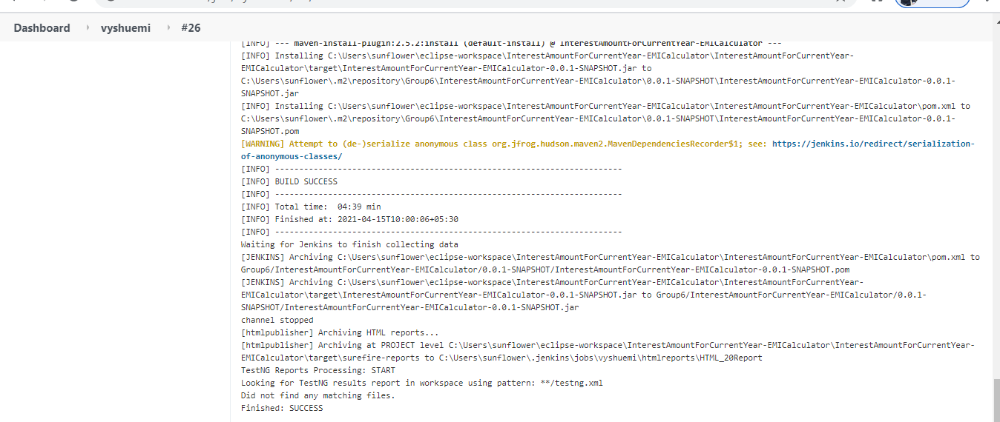 Dashboard
vyshuemi
#26
[INFO] --- maven-install-plugin:2.5.2:install (default-install) @ InterestAmountForCurrentYear-EMICalculator ---
[INFO] Installing C:\Users\sunflower\eclipse-workspace\InterestAmountForCurrentYear-EMICalculator\InterestAmountForCurrentYear-
EMICalculator\target\InterestAmountForCurrentYear-EMICalculator-0.0.1-SNAPSHOT.jar to
C:\Users\sunflower\.m2\repository\Group6\InterestAmountForCurrentYear-EMICalculator\0.0.1-SNAPSHOT\InterestAmountForCurrentYear-EMICalculator-0.0.1-
SNAPSHOT.jar
[INFO] Installing C:\Users\sunflower\eclipse-workspace\InterestAmountForCurrentYear-EMICalculator\InterestAmountForCurrentYear-EMICalculator\pom.xml to
C:\Users\sunflower\.m2\repository\Group6\InterestAmountForCurrentYear-EMICalculator\0.0.1-SNAPSHOT\InterestAmountForCurrentYear-EMICalculator-0.0.1-
SNAPSHOT.pom
[WARNING] Attempt to (de-)serialize anonymous class org.jfrog.hudson.maven2.MavenDependenciesRecorder$1; see: https://jenkins.io/redirect/serialization-
of-anonymous-classes/
[INFO] ------------------------------------------------------------------------
[INFO] BUILD SUCCESS
[INFO] ------------------------------------------------------------------------
[INFO] Total time:  04:39 min
[INFO] Finished at: 2021-04-15T10:00:06+05:30
[INFO] ------------------------------------------------------------------------
Waiting for Jenkins to finish collecting data
[JENKINS] Archiving C:\Users\sunflower\eclipse-workspace\InterestAmountForCurrentYear-EMICalculator\InterestAmountForCurrentYear-EMICalculator\pom.xml to
Group6/InterestAmountForCurrentYear-EMICalculator/0.0.1-SNAPSHOT/InterestAmountForCurrentYear-EMICalculator-0.0.1-SNAPSHOT.pom
[JENKINS] Archiving C:\Users\sunflower\eclipse-workspace\InterestAmountForCurrentYear-EMICalculator\InterestAmountForCurrentYear-
EMICalculator\target\InterestAmountForCurrentYear-EMICalculator-0.0.1-SNAPSHOT.jar to Group6/InterestAmountForCurrentYear-EMICalculator/0.0.1-
SNAPSHOT/InterestAmountForCurrentYear-EMICalculator-0.0.1-SNAPSHOT.jar
channel stopped
[htmlpublisher] Archiving HTML reports...
[htmlpublisher] Archiving at PROJECT level C:\Users\sunflower\eclipse-workspace\InterestAmountForCurrentYear-EMICalculator\InterestAmountForCurrentYear-
EMICalculator\target\surefire-reports to C:\Users\sunflower\.jenkins\jobs\vyshuemi\htmlreports\HTML_20Report
TestNG Reports Processing: START
Looking for TestNG results report in workspace using pattern: **/testng.xml
Did not find any matching files.
Finished: SUCCESS